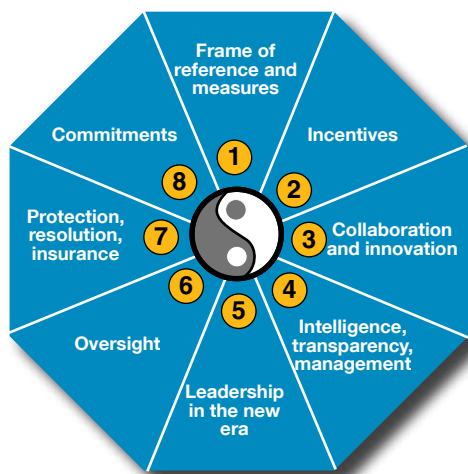 Frame of
reference and
measures
1
Incentives
2
Collaboration
and innovation
3
Intelligence,
transparency,
management
4
Leadership
in the new
era
5
Oversight
6
Protection,
resolution,
insurance
7
Commitments
8